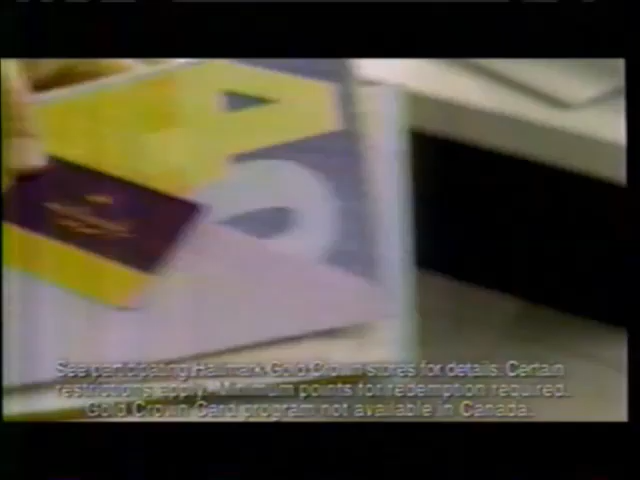 See participating Hallmark Gold Crown stores for details. Certain
restrictions apply. Minimum points for redemption required.
Gold Crown Card program not available in Canada.